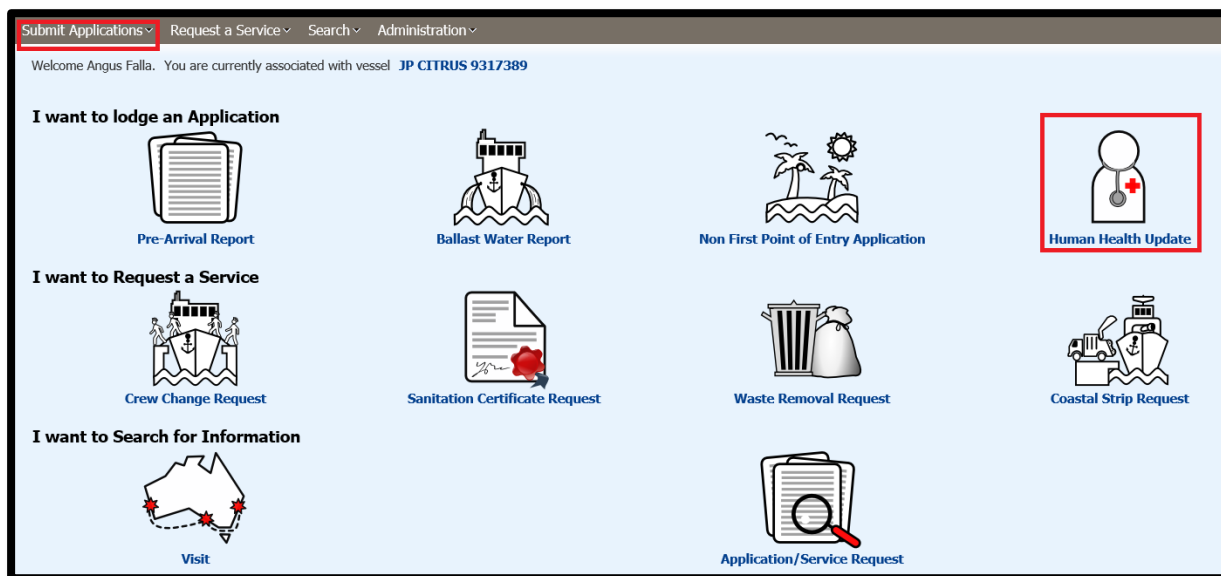 Submit Applications Request a Service Search Administration
Welcome Angus Falla. You are currently associated with vessel JP CITRUS 9317389
I want to lodge an Application
Pre-Arrival Report Ballast Water Report Non First Point of Entry Application Human Health Update
I want to Request a Service
Crew Change Request Sanitation Certificate Request Waste Removal Request Coastal Strip Request
I want to Search for Information
Visit Application/Service Request